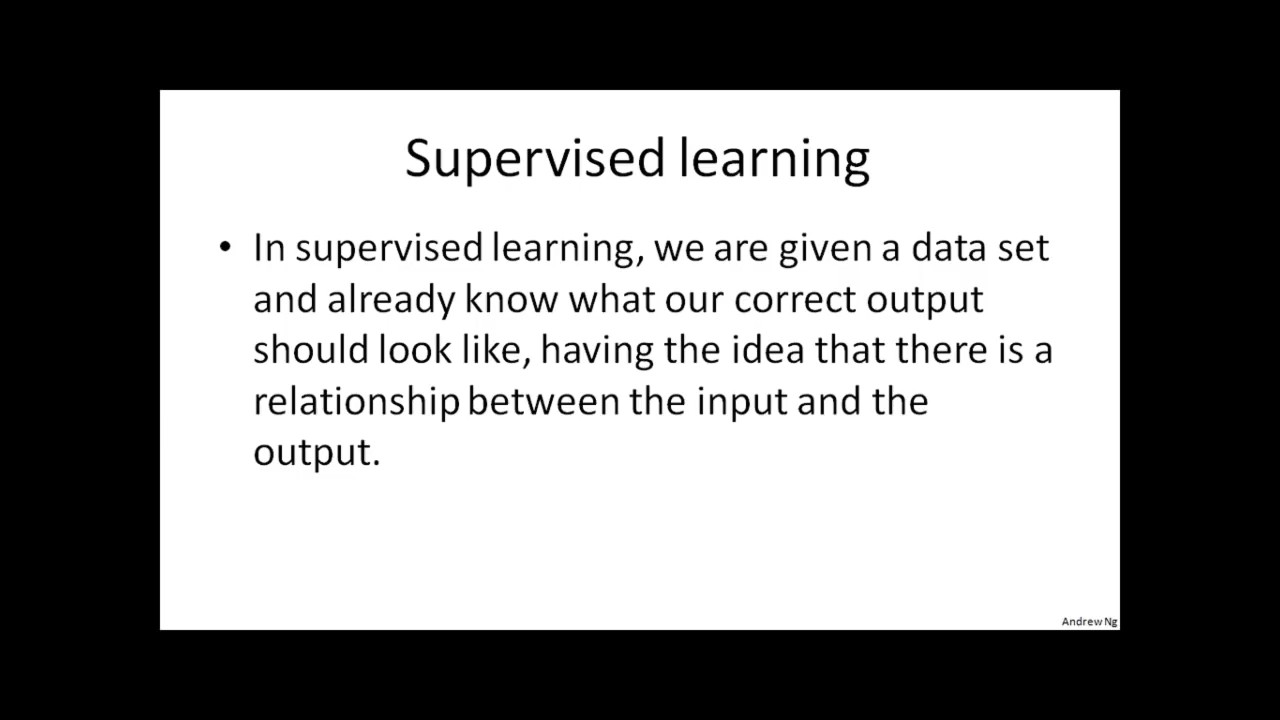 Supervised learning
• In supervised learning, we are given a data set
and already know what our correct output
should look like, having the idea that there is a
relationship between the input and the
output.
Andrew Ng